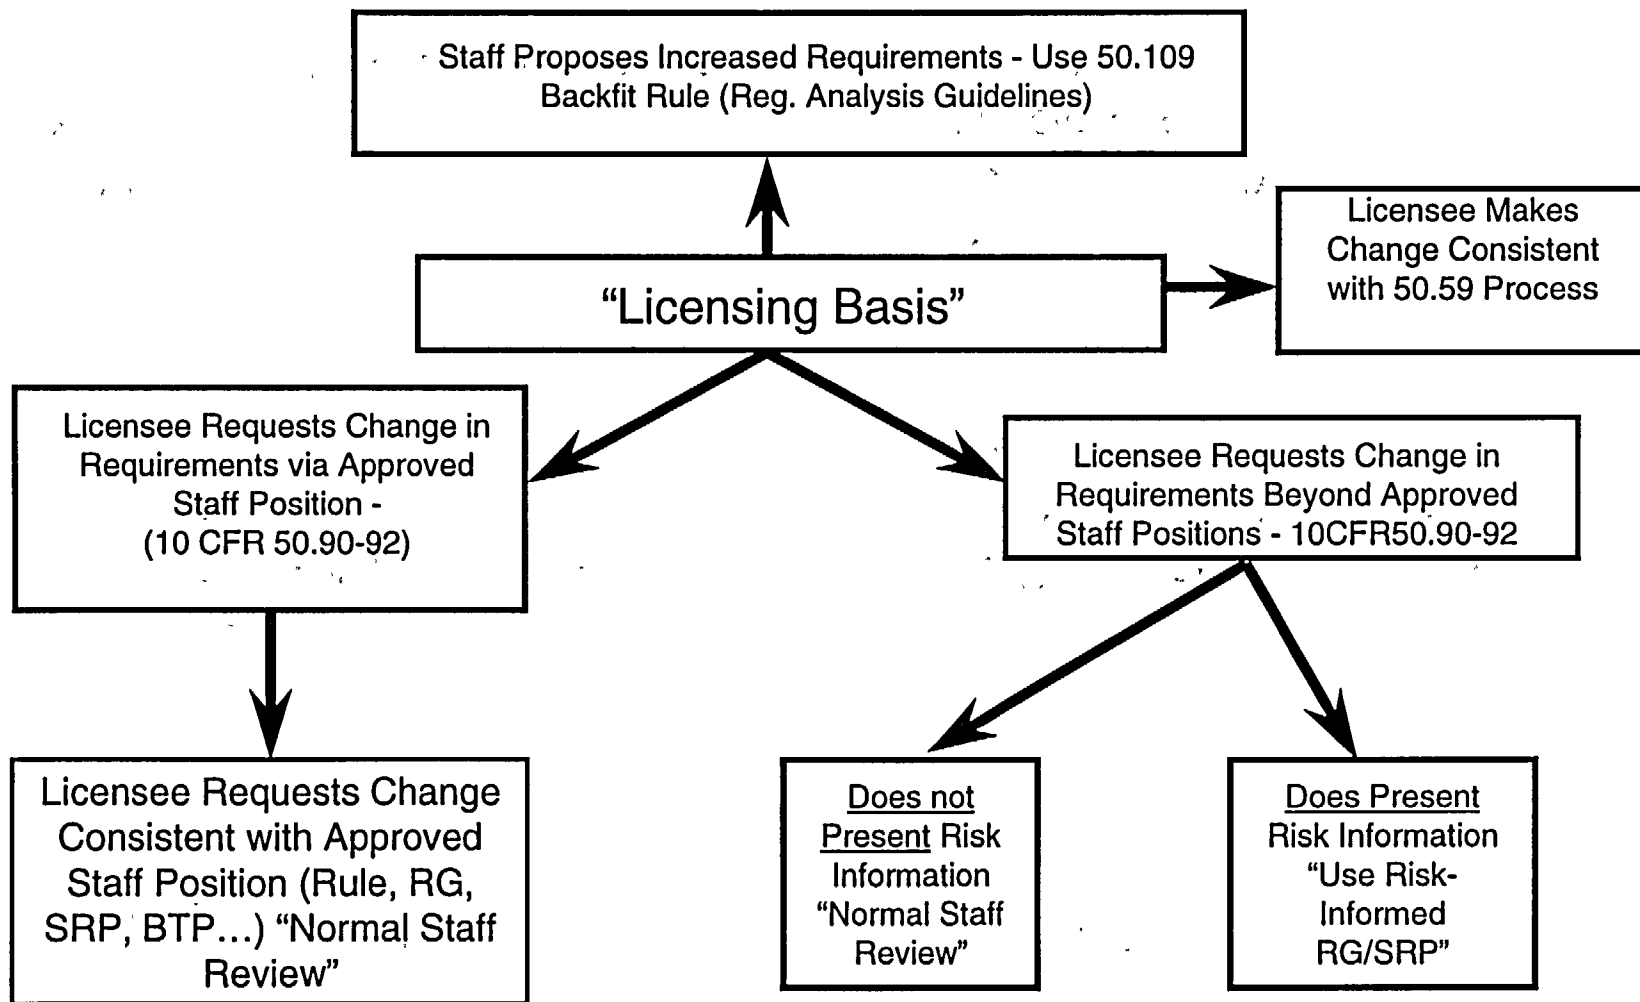 Staff Proposes Increased Requirements - Use 50.109
Backfit Rule (Reg. Analysis Guidelines)
Licensee Makes
Change Consistent
with 50.59 Process
“Licensing Basis”
Licensee Requests Change in
Requirements via Approved
Staff Position -
(10 CFR 50.90-92)
Licensee Requests Change in
Requirements Beyond Approved
Staff Positions - 10CFR50.90-92
Licensee Requests Change
Consistent with Approved
Staff Position (Rule, RG,
SRP, BTP...) “Normal Staff
Review”
Does not
Present Risk
Information
“Normal Staff
Review”
Does Present
Risk Information
“Use Risk-
Informed
RG/SRP”